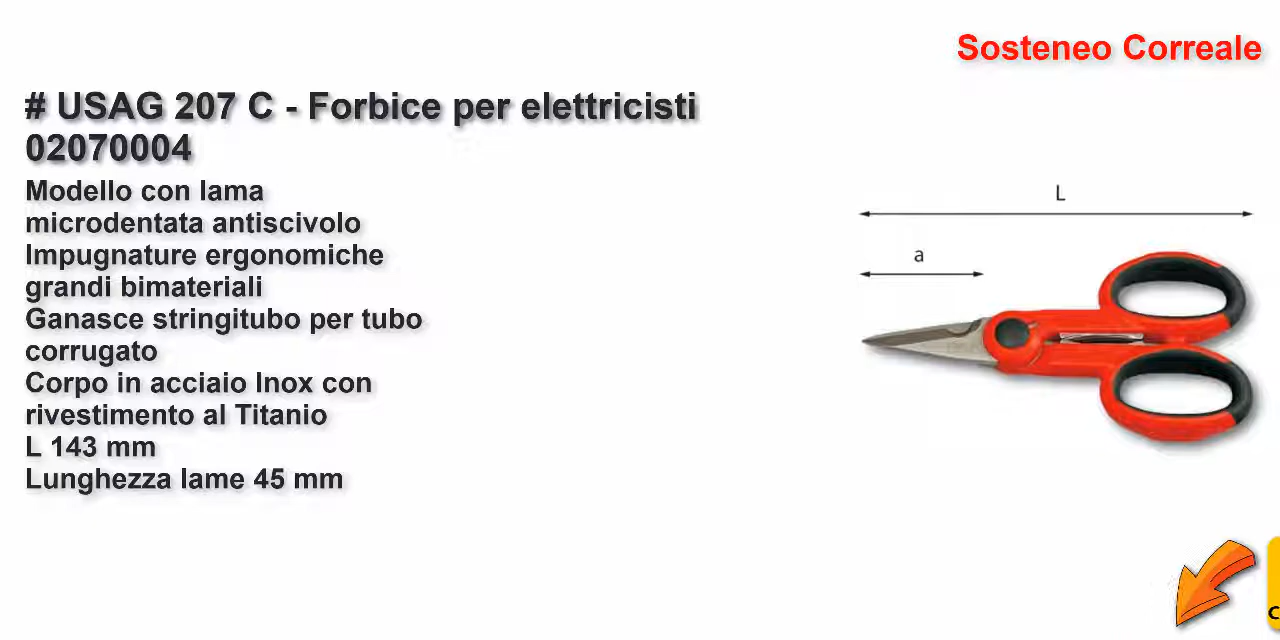 Sosteneo Correale
# USAG 207 C - Forbice per elettricisti
02070004
Modello con lama
microdentata antiscivolo
Impugnature ergonomiche
grandi bimateriali
Ganasce stringitubo per tubo
corrugato
Corpo in acciaio Inox con
rivestimento al Titanio
L 143 mm
Lunghezza lame 45 mm
L
a